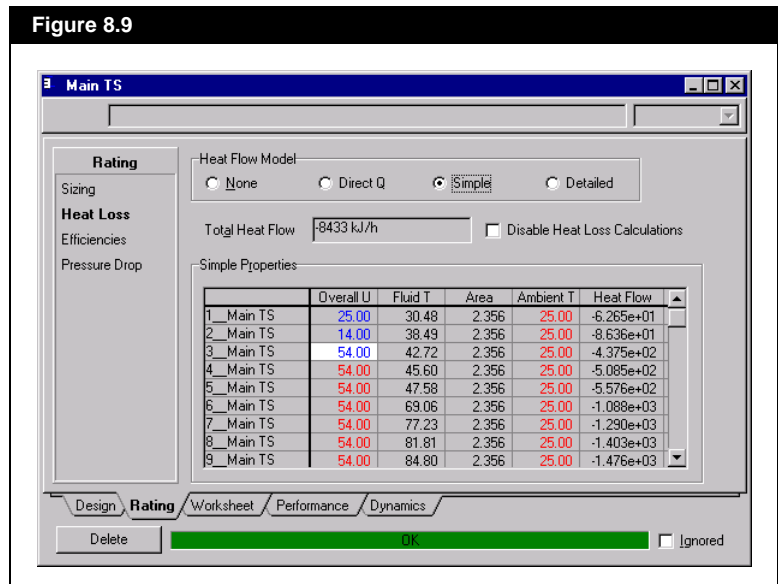 Figure 8.9
Main TS
Rating
Sizing
Heat Loss
Efficiencies
Pressure Drop
Heat Flow Model
None Direct Q Simple Detailed
Total Heat Flow -8433 kJ/h Disable Heat Loss Calculations
Simple Properties
Overall U Fluid T Area Ambient T Heat Flow
1__Main TS 25.00 30.48 2.356 25.00 -6.265e+01
2__Main TS 14.00 38.49 2.356 25.00 -8.636e+01
3__Main TS 54.00 42.72 2.356 25.00 -4.375e+02
4__Main TS 54.00 45.60 2.356 25.00 -5.085e+02
5__Main TS 54.00 47.58 2.356 25.00 -5.576e+02
6__Main TS 54.00 69.06 2.356 25.00 -1.088e+03
7__Main TS 54.00 77.23 2.356 25.00 -1.290e+03
8__Main TS 54.00 81.81 2.356 25.00 -1.403e+03
9__Main TS 54.00 84.80 2.356 25.00 -1.476e+03
Design Rating Worksheet Performance Dynamics
Delete OK Ignored